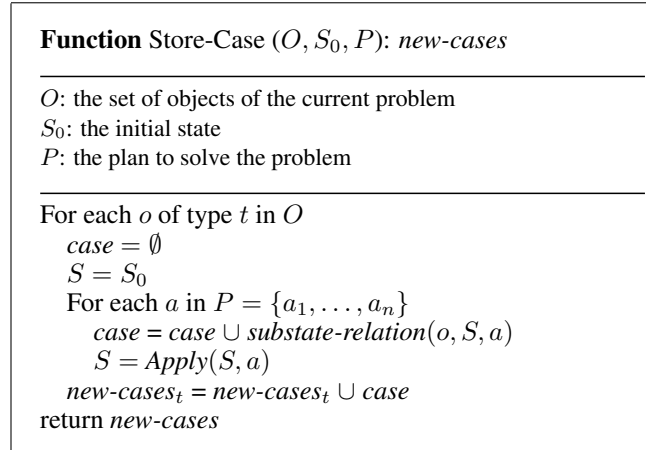 Function Store-Case (O, S₀, P): new-cases
O: the set of objects of the current problem
S₀: the initial state
P: the plan to solve the problem
For each o of type t in O
case = ∅
S = S₀
For each a in P = {a₁, . . . , aₙ}
case = case ∪ substate-relation(o, S, a)
S = Apply(S, a)
new-casesₜ = new-casesₜ ∪ case
return new-cases